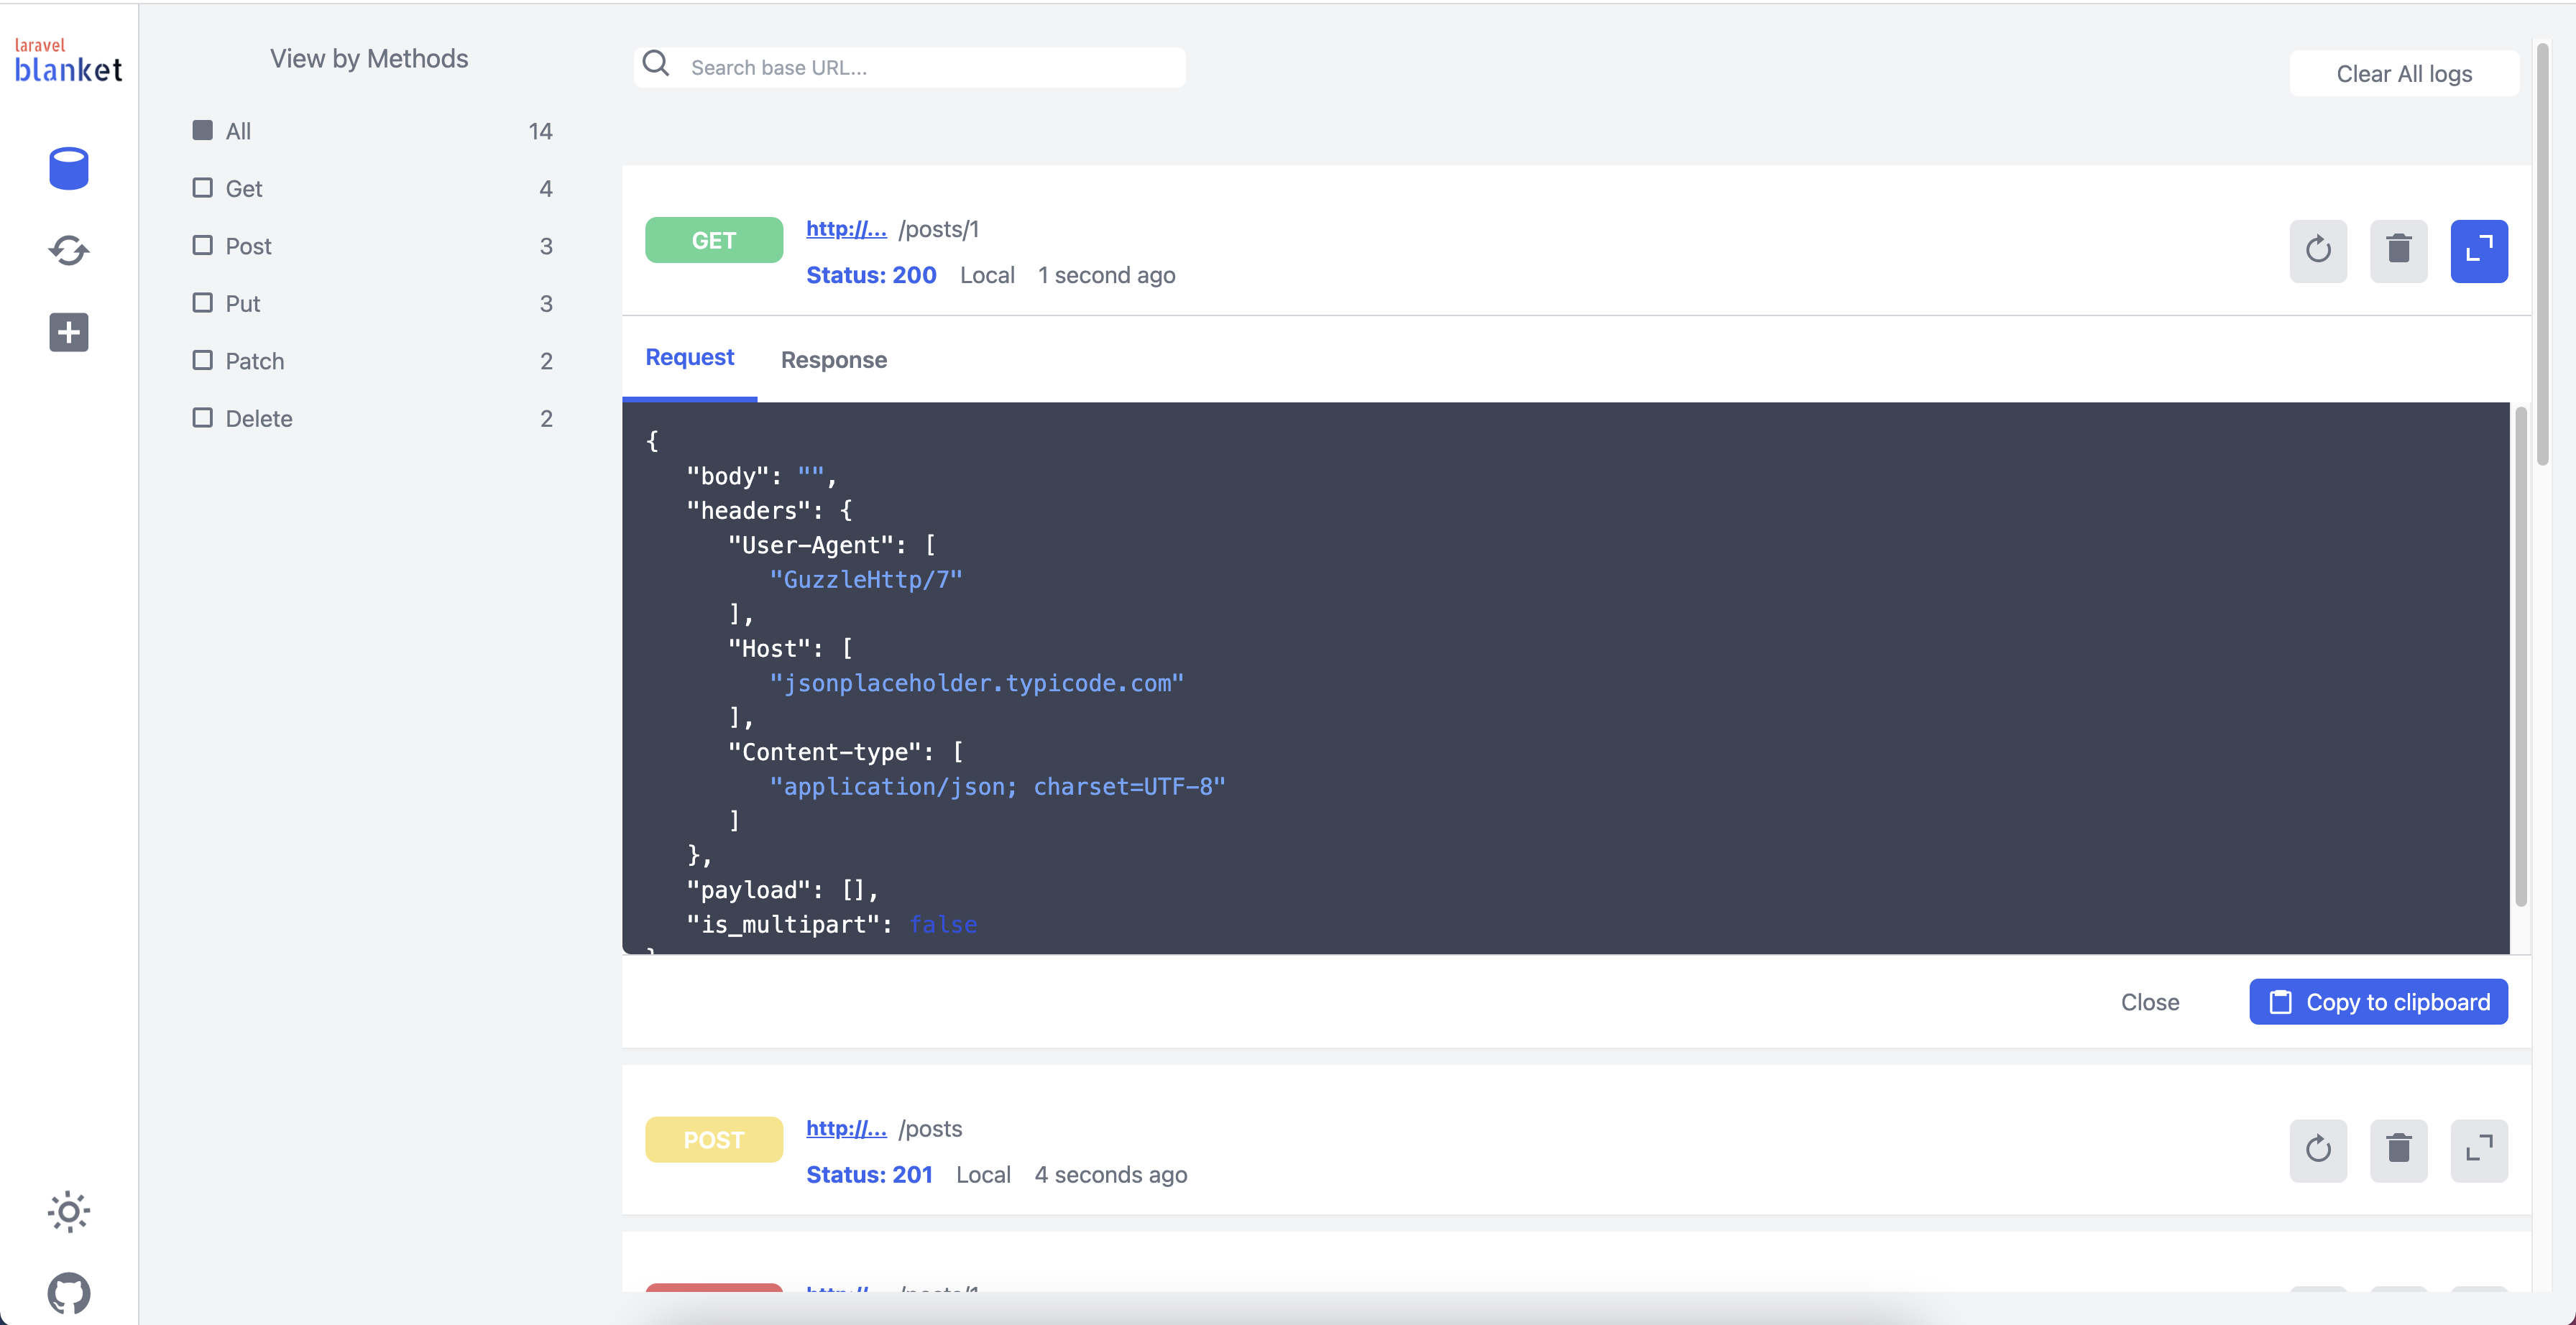 laravel
blanket
View by Methods
All 14
Get 4
Post 3
Put 3
Patch 2
Delete 2
Search base URL...
Clear All logs
GET
http://... /posts/1
Status: 200 Local 1 second ago
Request Response
{
"body": "",
"headers": {
"User-Agent": [
"GuzzleHttp/7"
],
"Host": [
"jsonplaceholder.typicode.com"
],
"Content-type": [
"application/json; charset=UTF-8"
]
},
"payload": [],
"is_multipart": false
}
Close
Copy to clipboard
POST
http://... /posts
Status: 201 Local 4 seconds ago
http://... /posts/1